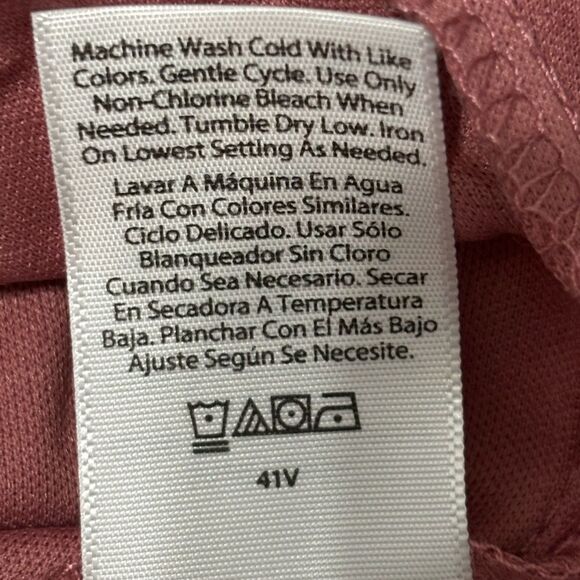 Machine Wash Cold With Like
Colors. Gentle Cycle. Use Only
Non-Chlorine Bleach When
Needed. Tumble Dry Low. Iron
On Lowest Setting As Needed.
Lavar A Máquina En Agua
Fría Con Colores Similares.
Ciclo Delicado. Usar Sólo
Blanqueador Sin Cloro
Cuando Sea Necesario. Secar
En Secadora A Temperatura
Baja. Planchar Con El Más Bajo
Ajuste Según Se Necesite.
41V